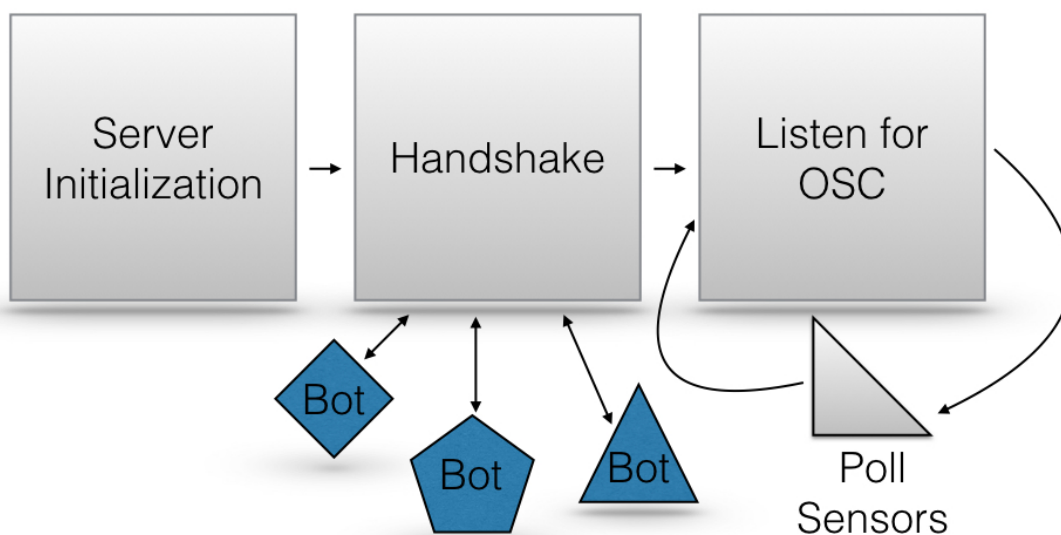 Server
Initialization
Handshake
Listen for
OSC
Bot
Bot
Bot
Poll
Sensors